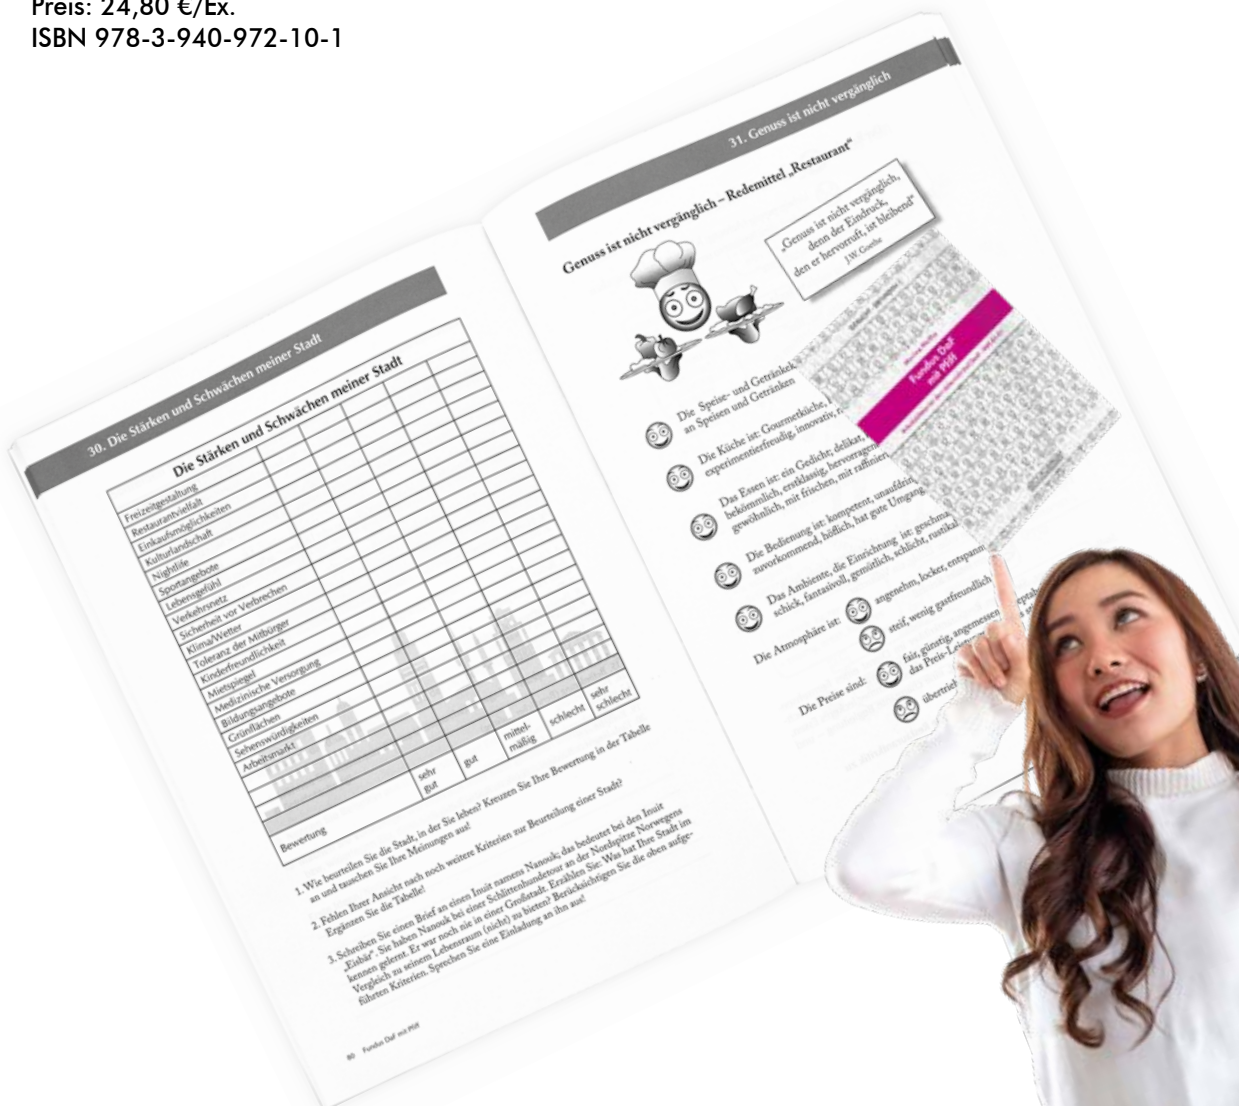 Preis: 24,80 €/Ex.
ISBN 978-3-940-972-10-1
30. Die Stärken und Schwächen meiner Stadt
Die Stärken und Schwächen meiner Stadt
Freizeitgestaltung
Restaurantvielfalt
Einkaufsmöglichkeiten
Kulturlandschaft
Nightlife
Sportangebote
Lebensgefühl
Verkehrsnetz
Sicherheit vor Verbrechen
Klima/Wetter
Toleranz der Mitbürger
Kinderfreundlichkeit
Mietspiegel
Medizinische Versorgung
Bildungsangebote
Grünflächen
Sehenswürdigkeiten
Arbeitsmarkt
Bewertung
sehr
gut
gut
mittel-
mäßig
schlecht
sehr
schlecht
1. Wie beurteilen Sie die Stadt, in der Sie leben? Kreuzen Sie Ihre Bewertung in der Tabelle
an und tauschen Sie Ihre Meinungen aus!
2. Fehlen Ihrer Ansicht nach noch weitere Kriterien zur Beurteilung einer Stadt?
Ergänzen Sie die Tabelle!
3. Schreiben Sie einen Brief an einen Inuit namens Nanouk; das bedeutet bei den Inuit
„Eisbär“. Sie haben Nanouk bei einer Schlittenhundetour an der Nordspitze Norwegens
kennen gelernt. Er war noch nie in einer Großstadt. Erzählen Sie: Was hat Ihre Stadt im
Vergleich zu seinem Lebensraum (nicht) zu bieten? Berücksichtigen Sie die oben aufge-
führten Kriterien. Sprechen Sie eine Einladung an ihn aus!
80 Fundus DaF mit Pfiff
31. Genuss ist nicht vergänglich
Genuss ist nicht vergänglich – Redemittel „Restaurant“
„Genuss ist nicht vergänglich,
denn der Eindruck,
den er hervorruft, ist bleibend“
J.W. Goethe
Fundus DaF
mit Pfiff
Die Speise- und Getränkek
an Speisen und Getränken
Die Küche ist: Gourmetküche,
experimentierfreudig, innovativ,
Das Essen ist: ein Gedicht; delikat,
bekömmlich, erstklassig, hervorragen
gewöhnlich, mit frischen, mit raffinier
Die Bedienung ist: kompetent, unaufdrin
zuvorkommend, höflich, hat gute Umgang
Das Ambiente, die Einrichtung ist: geschma
schick, fantasivoll, gemütlich, schlicht, rustikal
Die Atmosphäre ist:
angenehm, locker, entspann
steif, wenig gastfreundlich
Die Preise sind:
fair, günstig, angemessen
das Preis-Leis
übertrie